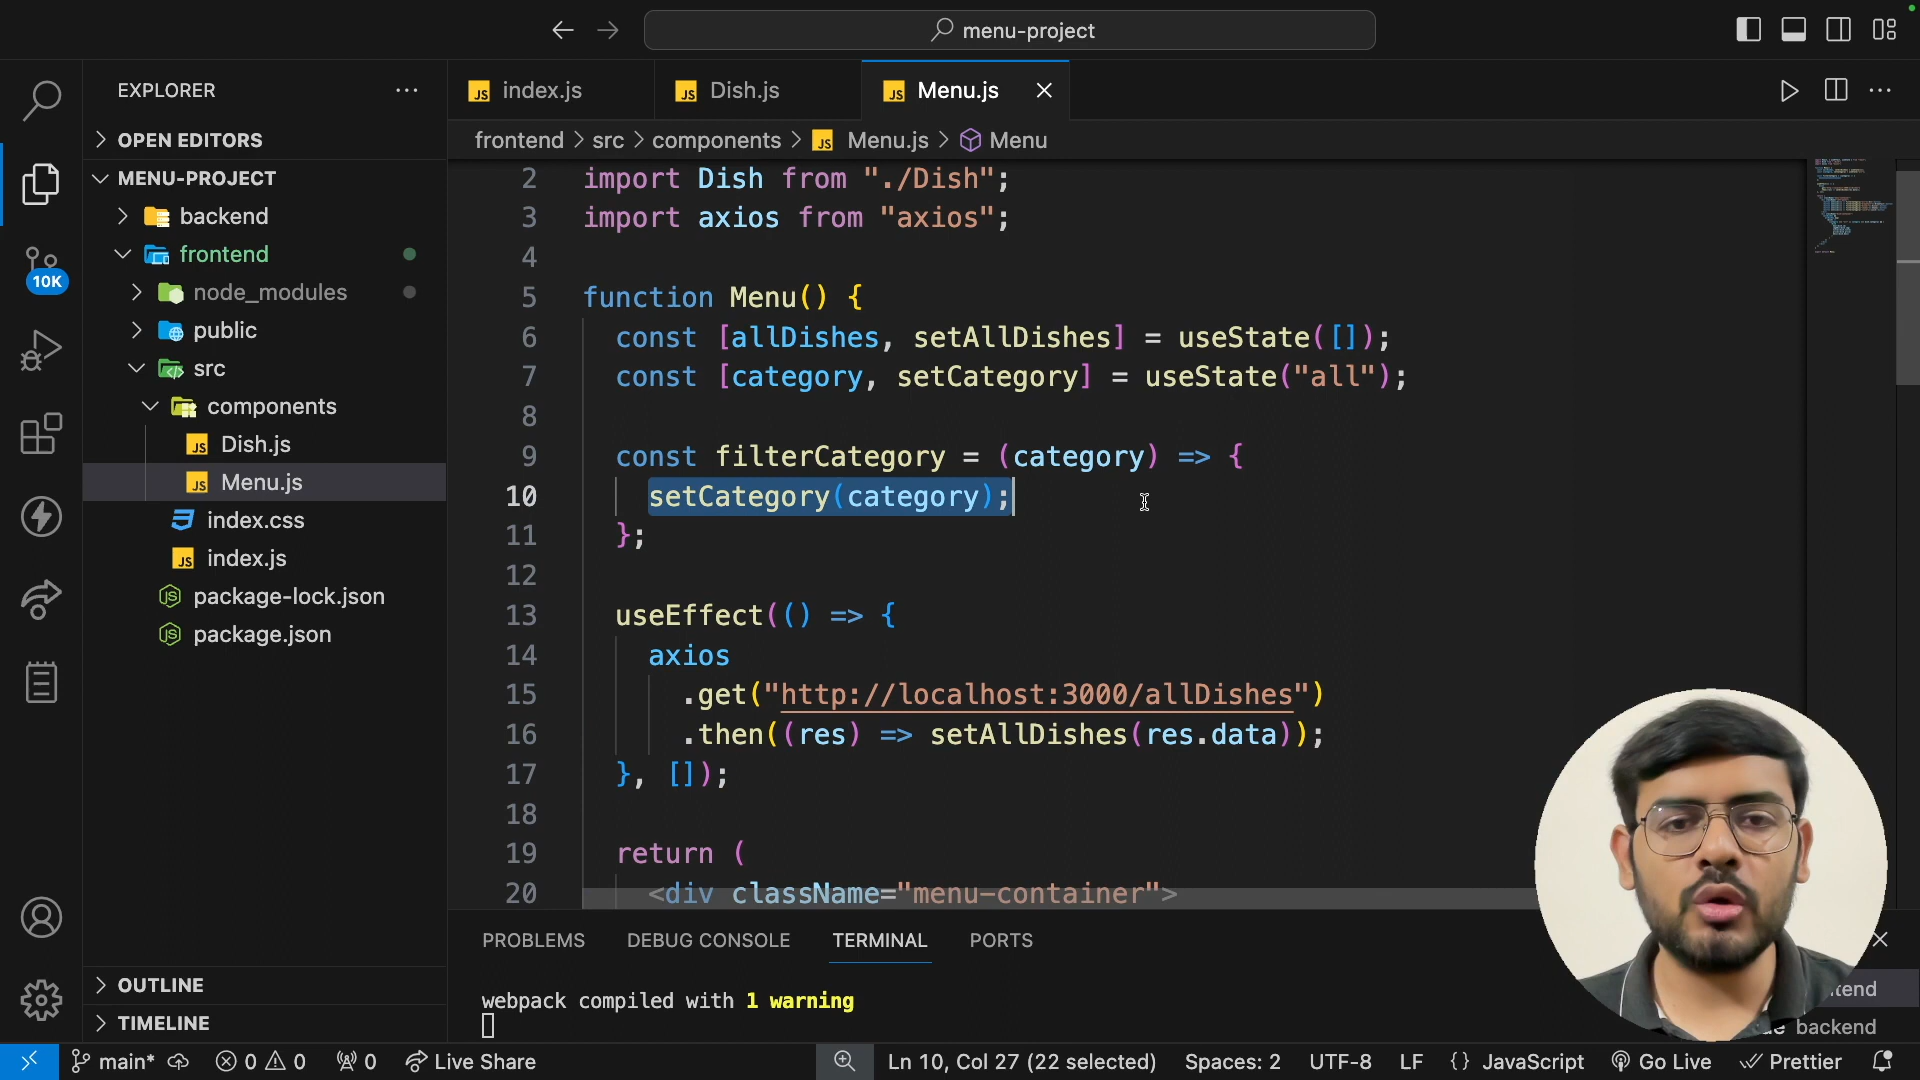 menu-project
EXPLORER
OPEN EDITORS
MENU-PROJECT
backend
frontend
node_modules
public
src
components
JS Dish.js
JS Menu.js
index.css
JS index.js
package-lock.json
package.json
OUTLINE
TIMELINE
10K
JS index.js
JS Dish.js
JS Menu.js
frontend > src > components > JS Menu.js > Menu
2 import Dish from "./Dish";
3 import axios from "axios";
4
5 function Menu() {
6 const [allDishes, setAllDishes] = useState([]);
7 const [category, setCategory] = useState("all");
8
9 const filterCategory = (category) => {
10 setCategory(category);
11 };
12
13 useEffect(() => {
14 axios
15 .get("http://localhost:3000/allDishes")
16 .then((res) => setAllDishes(res.data));
17 }, []);
18
19 return (
20 <div className="menu-container">
PROBLEMS DEBUG CONSOLE TERMINAL PORTS
webpack compiled with 1 warning
backend
main* 0 0 0 Live Share Ln 10, Col 27 (22 selected) Spaces: 2 UTF-8 LF {} JavaScript Go Live Prettier